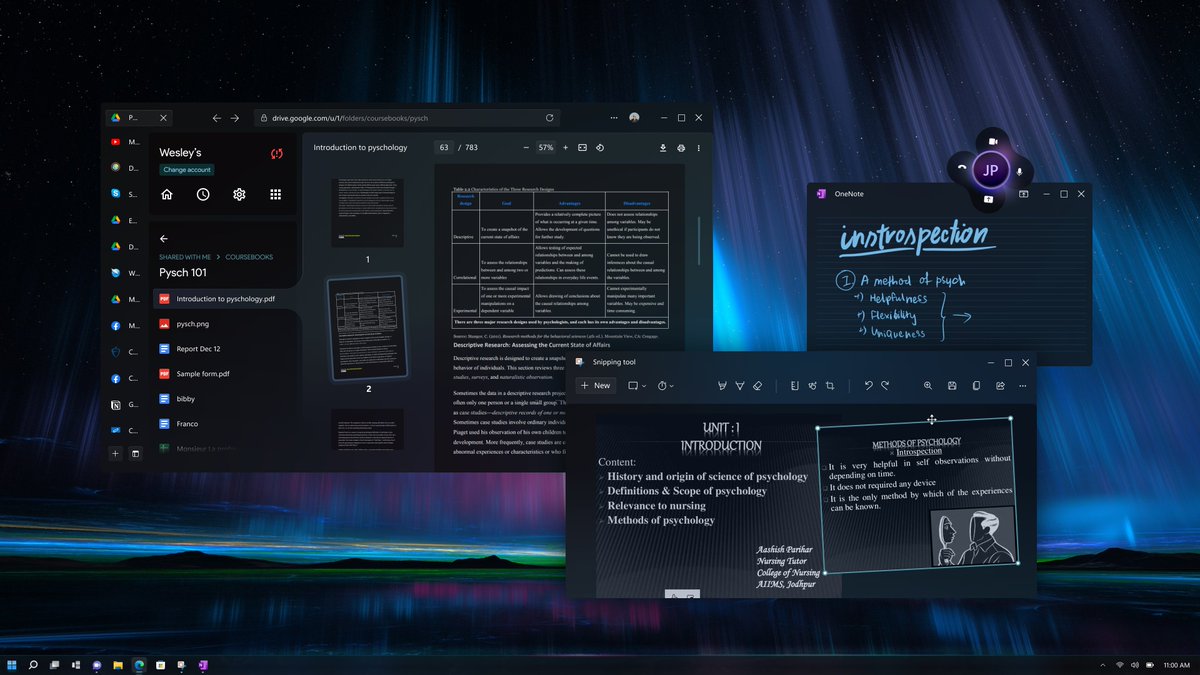 P...
drive.google.com/u/1/folders/coursebooks/pysch
M...
D...
S...
E...
D...
W...
M...
M...
C...
C...
G...
C...
Wesley's
Change account
SHARED WITH ME > COURSEBOOKS
Pysch 101
PDF Introduction to pyschology.pdf
pysch.png
Report Dec 12
PDF Sample form.pdf
bibby
Franco
Monsieur La
Introduction to pyschology
63 / 783
57%
1
2
Table 2.2 Characteristics of the Three Research Designs
Research design
Goal
Advantages
Disadvantages
Descriptive
To create a snapshot of the current state of affairs
Provides a relatively complete picture of what is occurring at a given time. Allows the development of questions for further study.
Does not assess relationships among variables. May be unethical if participants do not know they are being observed.
Correlational
To assess the relationships between and among two or more variables
Allows testing of expected relationships between and among variables and the making of predictions. Can assess these relationships in everyday life events.
Cannot be used to draw inferences about the causal relationships between and among the variables.
Experimental
To assess the causal impact of one or more experimental manipulations on a dependent variable
Allows drawing of conclusions about the causal relationships among variables.
Cannot experimentally manipulate many important variables. May be expensive and time consuming.
There are three major research designs used by psychologists, and each has its own advantages and disadvantages.
Source: Stangor, C. (2011). Research methods for the behavioral sciences (4th ed.). Mountain View, CA: Cengage.
Descriptive Research: Assessing the Current State of Affairs
Descriptive research is designed to create a snapsho
behavior of individuals. This section reviews three
studies, surveys, and naturalistic observation.
Sometimes the data in a descriptive research projec
often only one person or a single small group. Th
as case studies—descriptive records of one or mo
Sometimes case studies involve ordinary individu
Piaget used his observation of his own children to
development. More frequently, case studies are c
abnormal experiences or characteristics or who fi
JP
OneNote
instrospection
1 A method of psych
Helpfulness
Flexibility
Uniqueness
Snipping tool
+ New
UNIT : 1
INTRODUCTION
Content:
History and origin of science of psychology
Definitions & Scope of psychology
Relevance to nursing
Methods of psychology
Aashish Parihar
Nursing Tutor
College of Nursing
AIIMS, Jodhpur
METHODS OF PSYCHOLOGY
Introspection
It is very helpful in self observations without
depending on time.
It does not required any device
It is the only method by which of the experiences
can be known.
11:00 AM